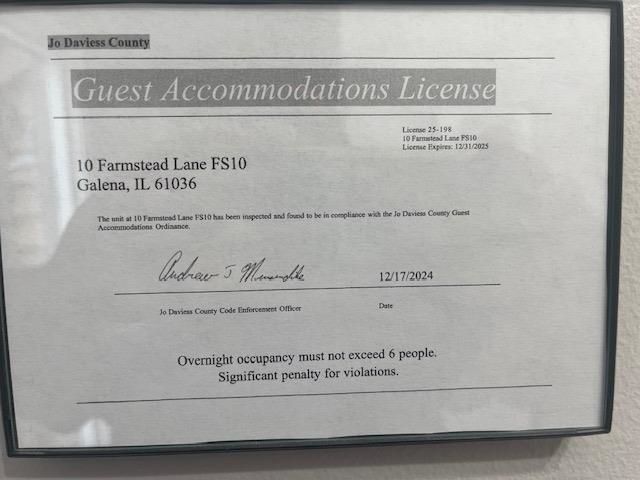 Jo Daviess County
Guest Accommodations License
License 25-198
10 Farmstead Lane FS10
License Expires: 12/31/2025
10 Farmstead Lane FS10
Galena, IL 61036
The unit at 10 Farmstead Lane FS10 has been inspected and found to be in compliance with the Jo Daviess County Guest
Accommodations Ordinance.
Andrew J
12/17/2024
Jo Daviess County Code Enforcement Officer
Date
Overnight occupancy must not exceed 6 people.
Significant penalty for violations.